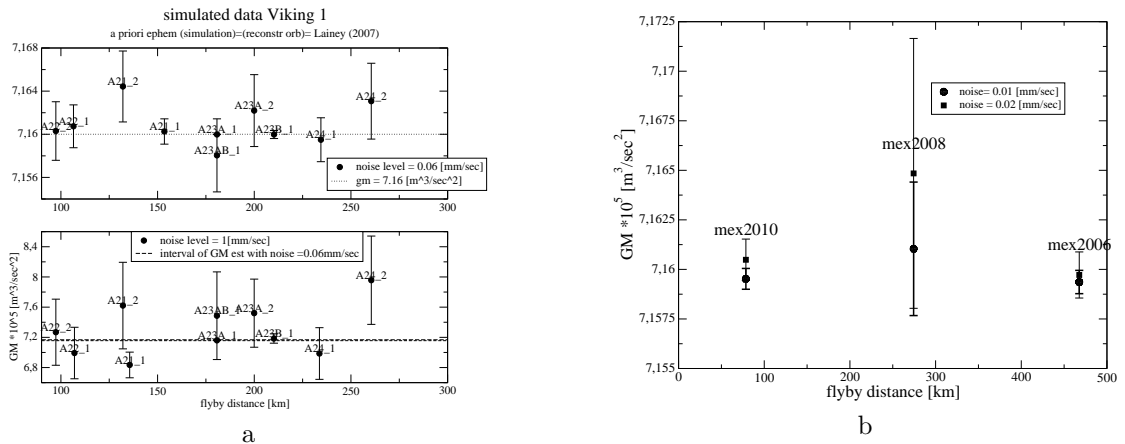 simulated data Viking 1
a priori ephem (simulation)=(reconstr orb)= Lainey (2007)
7,168
7,164
7,16
7,156
A22_2
A22_1
A21_2
A21_1
A23A_1
A23AB_1
A23A_2
A23B_1
A24_1
A24_2
noise level = 0.06 [mm/sec]
gm = 7.16 [m^3/sec^2]
100
150
200
250
300
8,4
8
7,6
7,2
6,8
GM *10^5 [m^3/sec^2]
noise level = 1[mm/sec]
interval of GM est with noise =0.06mm/sec
A22_2
A22_1
A21_2
A21_1
A23AB_1
A23A_1
A23A_2
A23B_1
A24_1
A24_2
100
150
200
250
300
flyby distance [km]
a
7,1725
7,17
7,1675
7,165
7,1625
7,16
7,1575
7,155
GM *10^5 [m^3/sec^2]
noise= 0.01 [mm/sec]
noise = 0.02 [mm/sec]
mex2010
mex2008
mex2006
0
100
200
300
400
500
flyby distance [km]
b